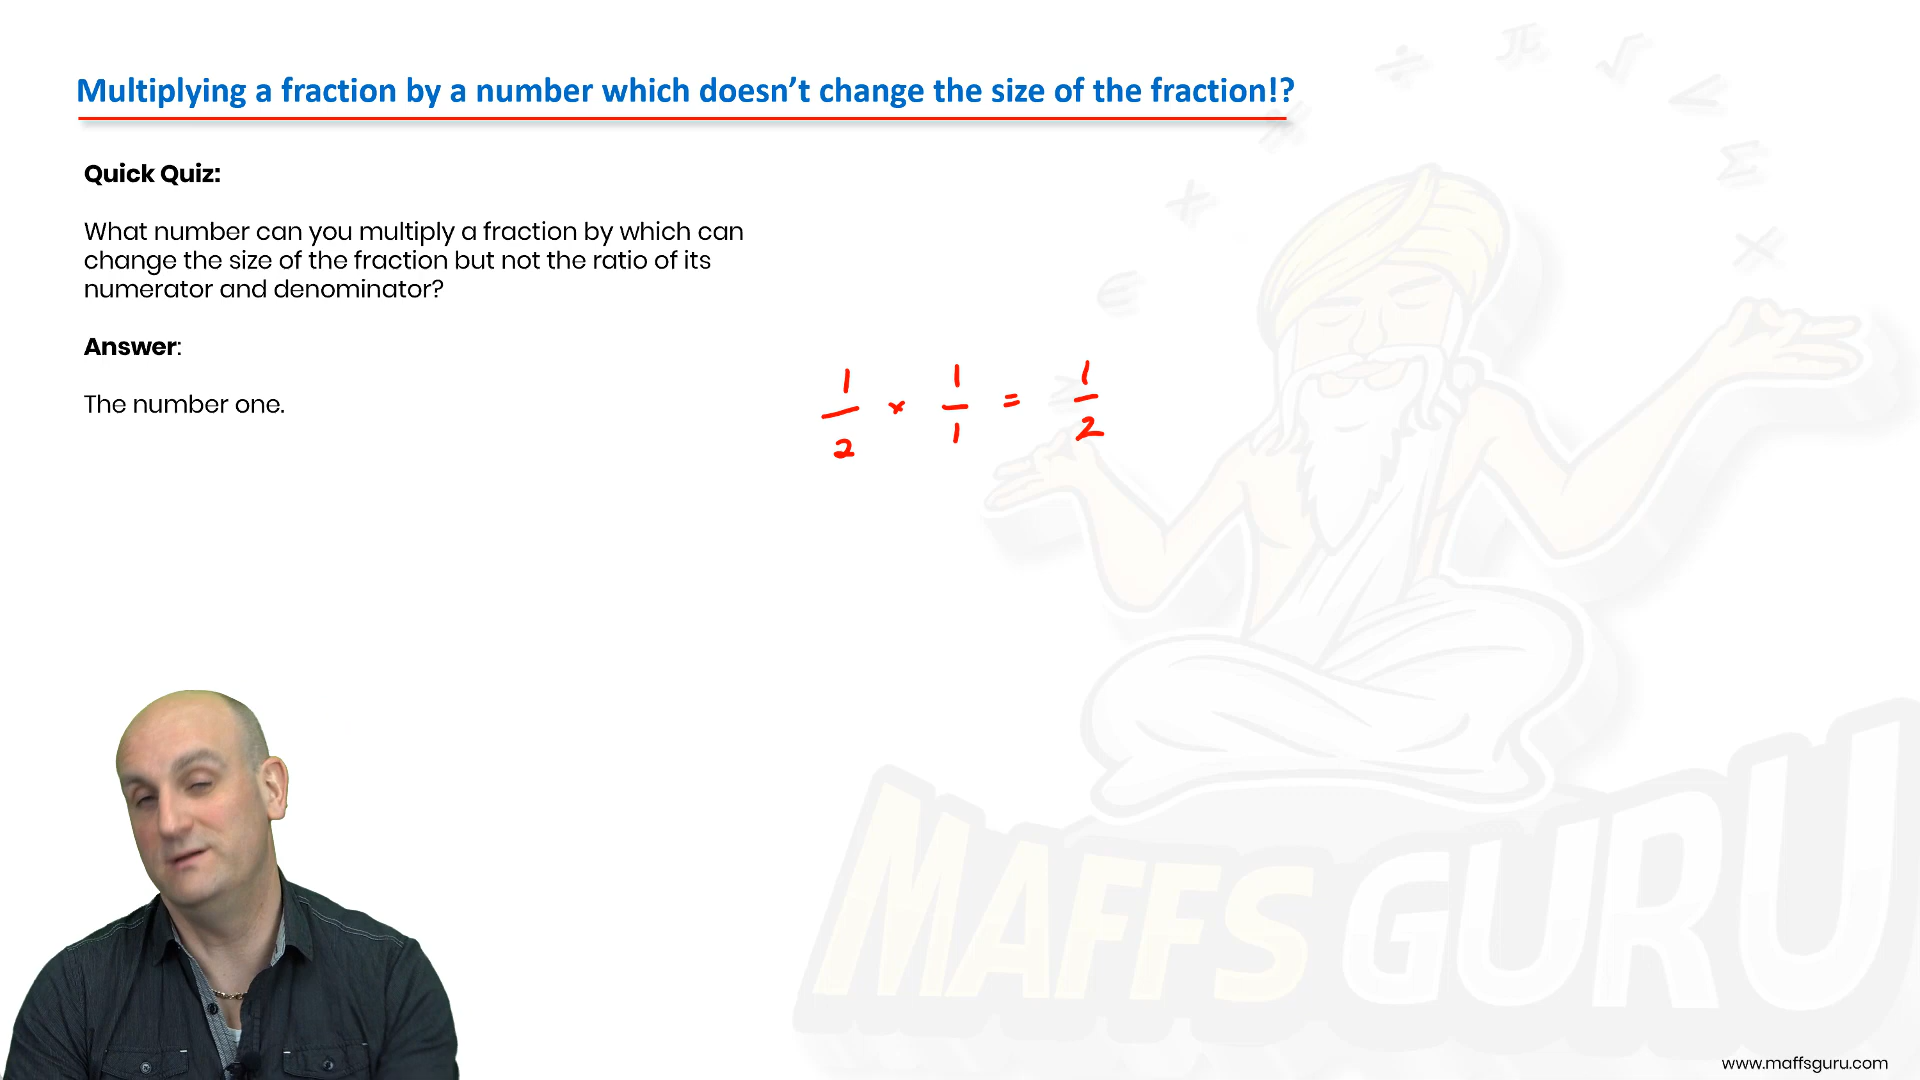 Multiplying a fraction by a number which doesn’t change the size of the fraction!?
Quick Quiz:
What number can you multiply a fraction by which can
change the size of the fraction but not the ratio of its
numerator and denominator?
Answer:
The number one.
1/2 × 1/1 = 1/2
MAFFS GURU
www.maffsguru.com